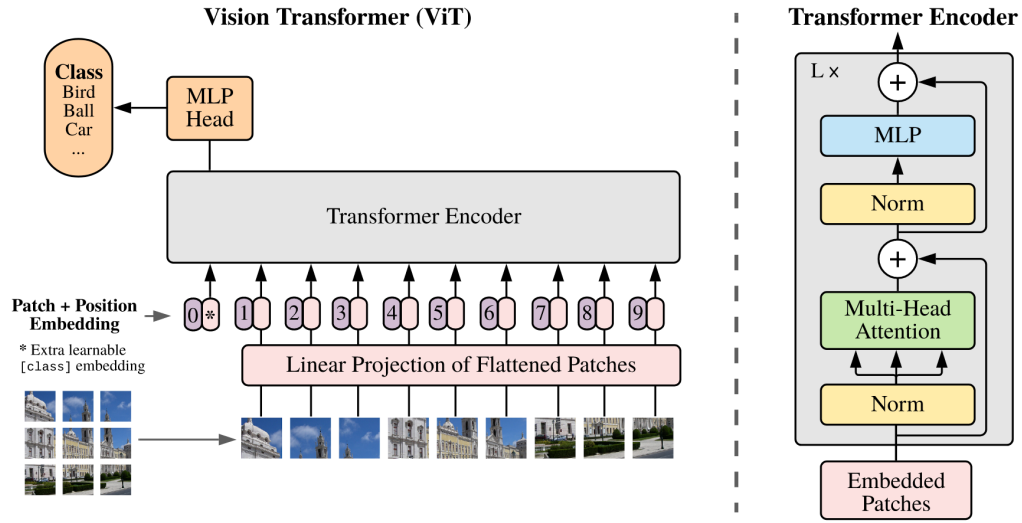 Vision Transformer (ViT)
Class
Bird
Ball
Car
...
MLP
Head
Transformer Encoder
Patch + Position
Embedding
* Extra learnable
[class] embedding
0 * 1 2 3 4 5 6 7 8 9
Linear Projection of Flattened Patches
Transformer Encoder
L ×
+
MLP
Norm
+
Multi-Head
Attention
Norm
Embedded
Patches